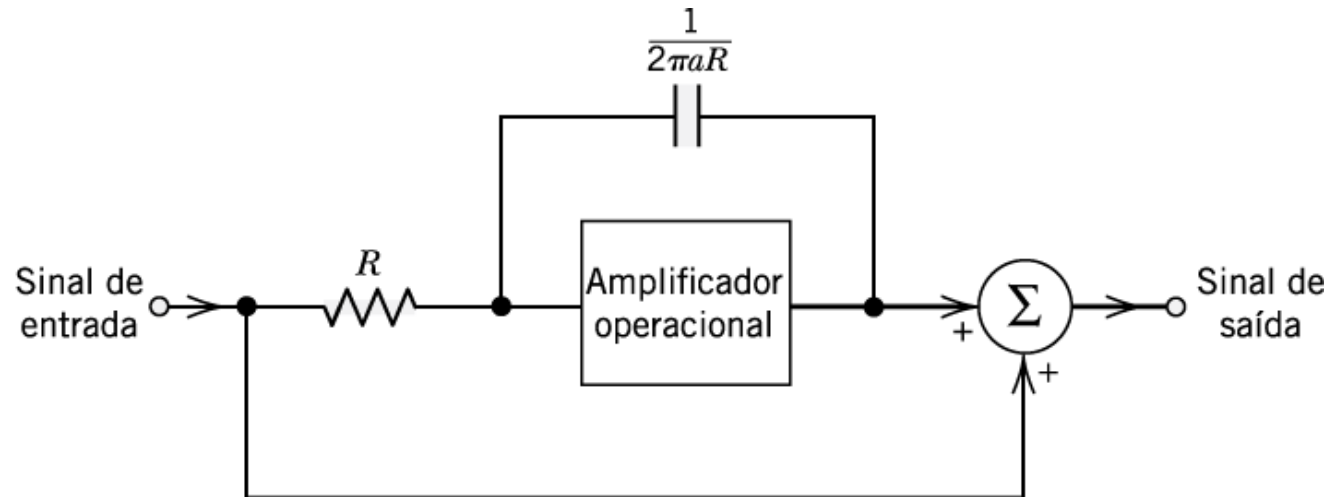 1
2πaR
R
Sinal de
entrada
Amplificador
operacional
+
Σ
+
Sinal de
saída